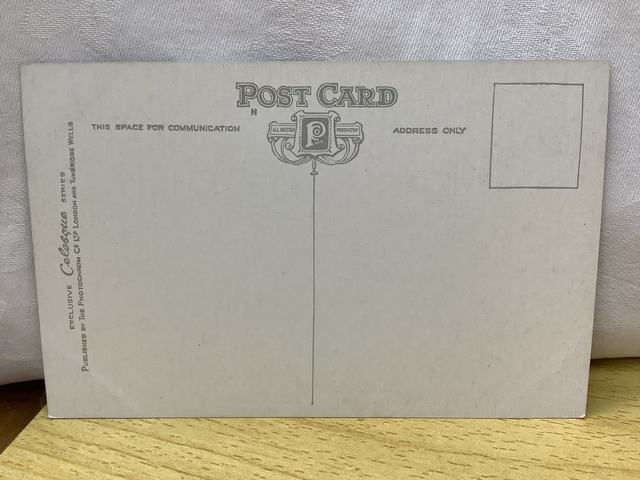 POST CARD
H
THIS SPACE FOR COMMUNICATION
ALL BRITISH PRODUCTION
P
ADDRESS ONLY
EXCLUSIVE Celesque SERIES
PUBLISHED BY THE PHOTOCHROM CO LTD LONDON AND TUNBRIDGE WELLS